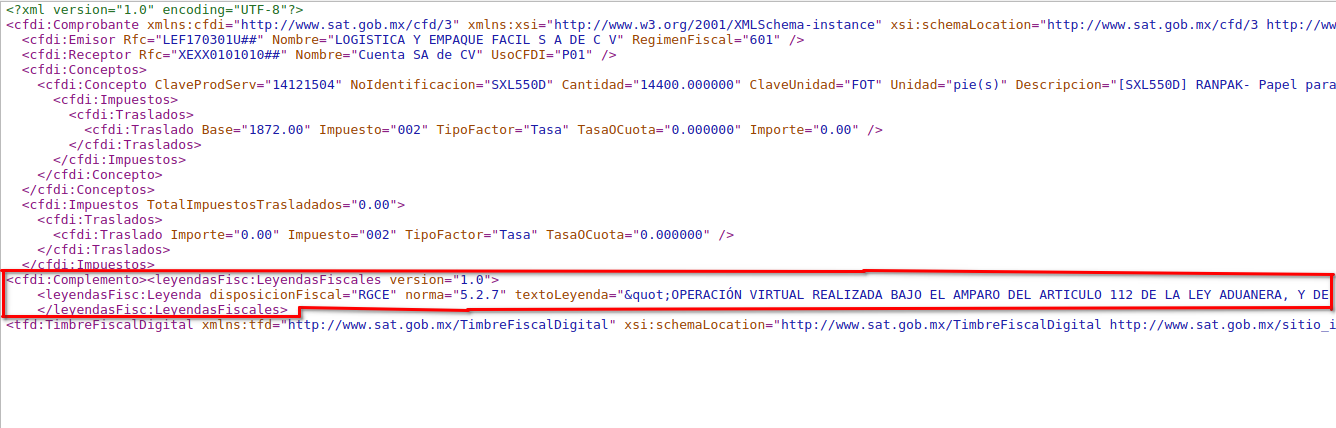 <?xml version="1.0" encoding="UTF-8"?>
<cfdi:Comprobante xmlns:cfdi="http://www.sat.gob.mx/cfd/3" xmlns:xsi="http://www.w3.org/2001/XMLSchema-instance" xsi:schemaLocation="http://www.sat.gob.mx/cfd/3 http://ww
<cfdi:Emisor Rfc="LEF170301U##" Nombre="LOGISTICA Y EMPAQUE FACIL S A DE C V" RegimenFiscal="601" />
<cfdi:Receptor Rfc="XEXX0101010##" Nombre="Cuenta SA de CV" UsoCFDI="P01" />
<cfdi:Conceptos>
<cfdi:Concepto ClaveProdServ="14121504" NoIdentificacion="SXL550D" Cantidad="14400.000000" ClaveUnidad="FOT" Unidad="pie(s)" Descripcion="[SXL550D] RANPAK- Papel para
<cfdi:Impuestos>
<cfdi:Traslados>
<cfdi:Traslado Base="1872.00" Impuesto="002" TipoFactor="Tasa" TasaOCuota="0.000000" Importe="0.00" />
</cfdi:Traslados>
</cfdi:Impuestos>
</cfdi:Concepto>
</cfdi:Conceptos>
<cfdi:Impuestos TotalImpuestosTrasladados="0.00">
<cfdi:Traslados>
<cfdi:Traslado Importe="0.00" Impuesto="002" TipoFactor="Tasa" TasaOCuota="0.000000" />
</cfdi:Traslados>
</cfdi:Impuestos>
<cfdi:Complemento><leyendasFisc:LeyendasFiscales version="1.0">
<leyendasFisc:Leyenda disposicionFiscal="RGCE" norma="5.2.7" textoLeyenda="&quot;OPERACIÓN VIRTUAL REALIZADA BAJO EL AMPARO DEL ARTICULO 112 DE LA LEY ADUANERA, Y DE
</leyendasFisc:LeyendasFiscales>
<tfd:TimbreFiscalDigital xmlns:tfd="http://www.sat.gob.mx/TimbreFiscalDigital" xsi:schemaLocation="http://www.sat.gob.mx/TimbreFiscalDigital http://www.sat.gob.mx/sitio_i